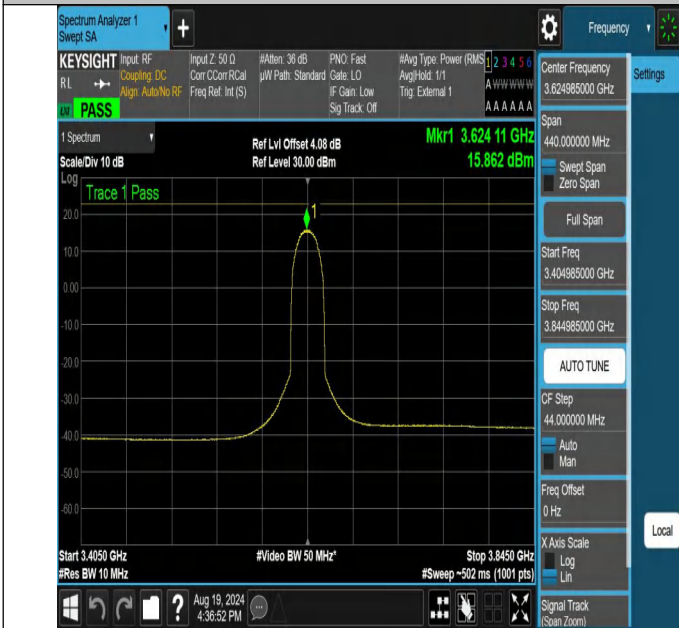 Spectrum Analyzer 1
Swept SA
+
Frequency
KEYSIGHT
RL
PASS
Input: RF
Coupling: DC
Align: Auto/No RF
Input Z: 50 Ω
Corr CCorr RCal
Freq Ref: Int (S)
#Atten: 36 dB
µW Path: Standard
PNO: Fast
Gate: LO
IF Gain: Low
Sig Track: Off
#Avg Type: Power (RMS
Avg|Hold: 1/1
Trig: External 1
1 2 3 4 5 6
A W W W W W
A A A A A A
1 Spectrum
Scale/Div 10 dB
Ref Lvl Offset 4.08 dB
Ref Level 30.00 dBm
Mkr1 3.624 11 GHz
15.862 dBm
Log
Trace 1 Pass
1
20.0
10.0
0.00
-10.0
-20.0
-30.0
-40.0
-50.0
-60.0
Start 3.4050 GHz
#Res BW 10 MHz
#Video BW 50 MHz*
Stop 3.8450 GHz
#Sweep ~502 ms (1001 pts)
Center Frequency
3.624985000 GHz
Span
440.000000 MHz
Swept Span
Zero Span
Full Span
Start Freq
3.404985000 GHz
Stop Freq
3.844985000 GHz
AUTO TUNE
CF Step
44.000000 MHz
Auto
Man
Freq Offset
0 Hz
X Axis Scale
Log
Lin
Signal Track
(Span Zoom)
Settings
Local
?
Aug 19, 2024
4:36:52 PM